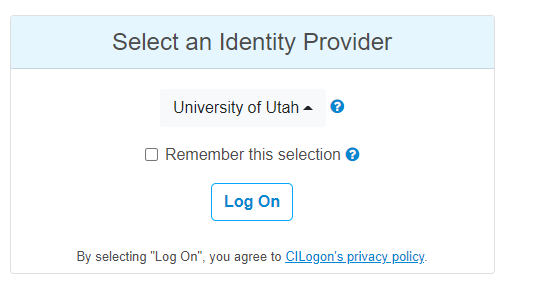 Select an Identity Provider
University of Utah
Remember this selection
Log On
By selecting "Log On", you agree to CILogon's privacy policy.